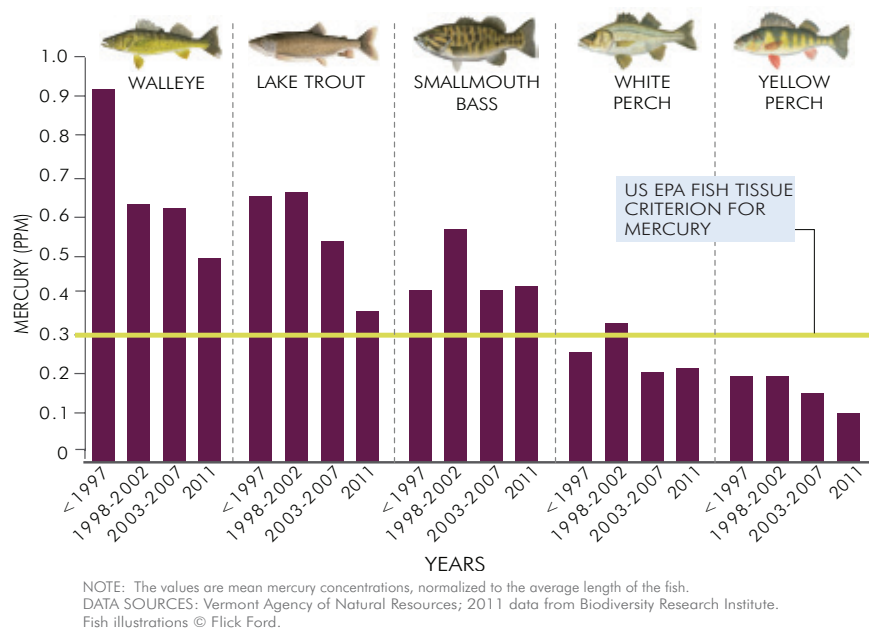 WALLEYE
LAKE TROUT
SMALLMOUTH
BASS
WHITE
PERCH
YELLOW
PERCH
1.0
0.9
0.8
0.7
0.6
0.5
0.4
0.3
0.2
0.1
0
MERCURY (PPM)
US EPA FISH TISSUE
CRITERION FOR
MERCURY
< 1997
1998-2002
2003-2007
2011
< 1997
1998-2002
2003-2007
2011
< 1997
1998-2002
2003-2007
2011
< 1997
1998-2002
2003-2007
2011
< 1997
1998-2002
2003-2007
2011
YEARS
NOTE: The values are mean mercury concentrations, normalized to the average length of the fish.
DATA SOURCES: Vermont Agency of Natural Resources; 2011 data from Biodiversity Research Institute.
Fish illustrations © Flick Ford.